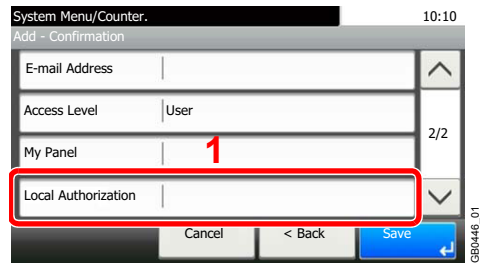 System Menu/Counter. 10:10
Add - Confirmation
E-mail Address
Access Level User
2/2
My Panel 1
Local Authorization
Cancel < Back Save
GB0446_01